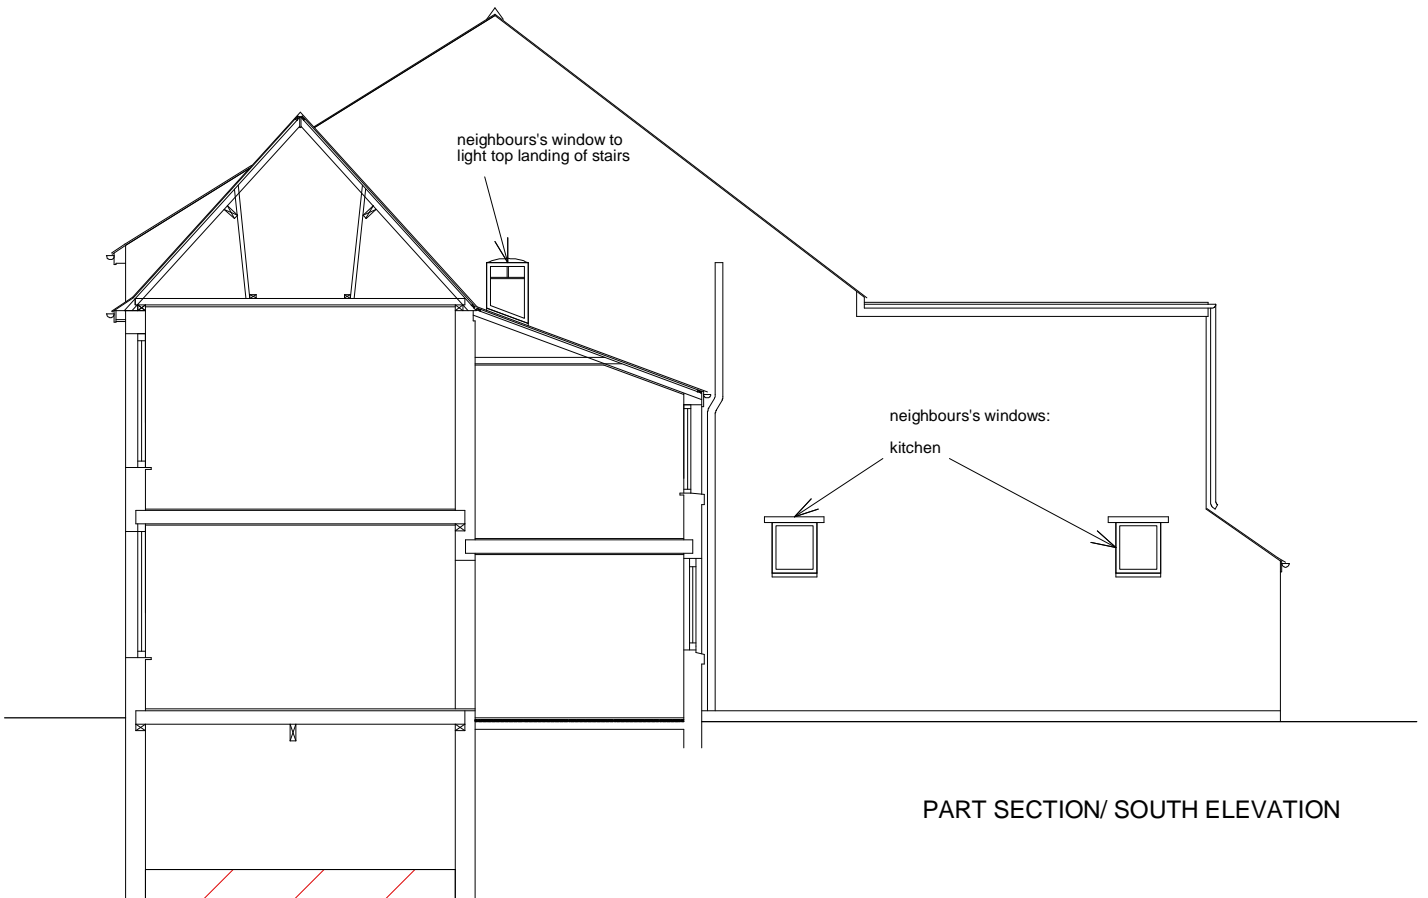 neighbours's window to
light top landing of stairs
neighbours's windows:
kitchen
PART SECTION/ SOUTH ELEVATION